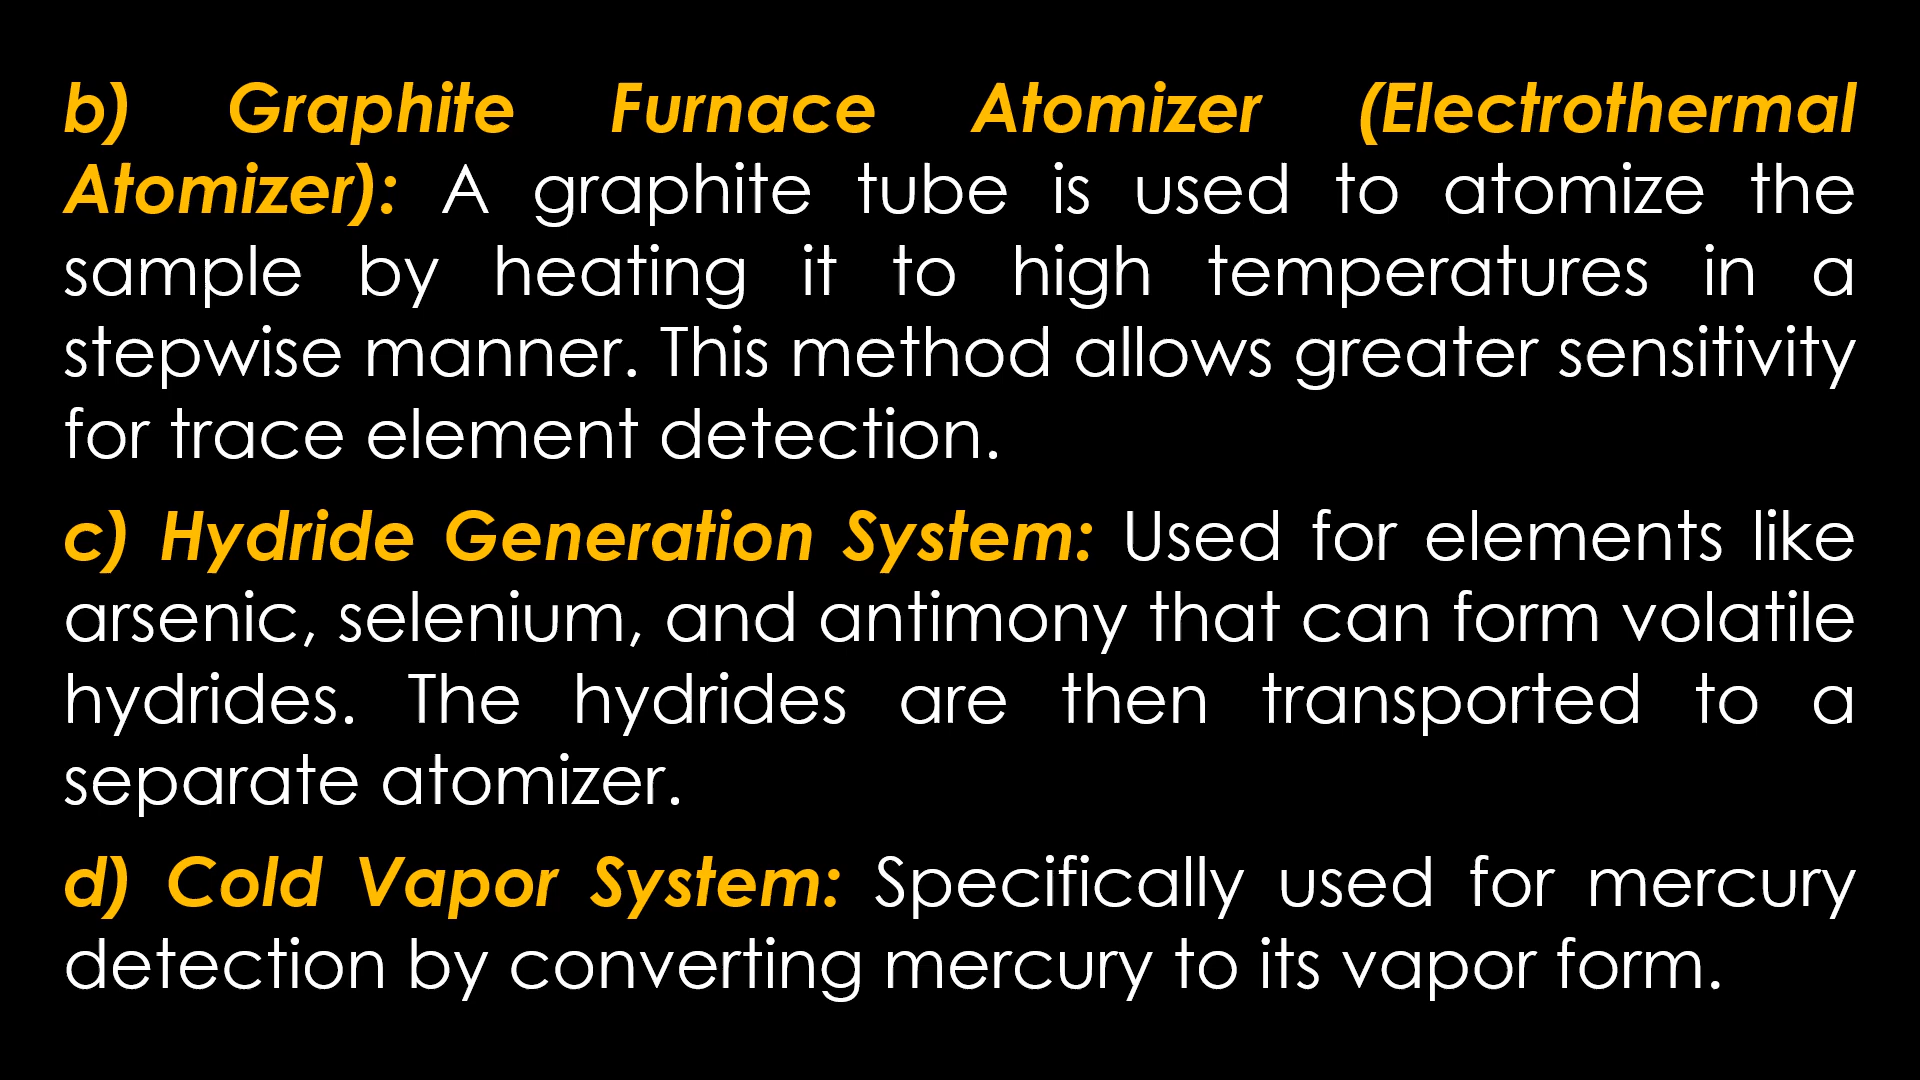 b) Graphite Furnace Atomizer (Electrothermal
Atomizer): A graphite tube is used to atomize the
sample by heating it to high temperatures in a
stepwise manner. This method allows greater sensitivity
for trace element detection.
c) Hydride Generation System: Used for elements like
arsenic, selenium, and antimony that can form volatile
hydrides. The hydrides are then transported to a
separate atomizer.
d) Cold Vapor System: Specifically used for mercury
detection by converting mercury to its vapor form.